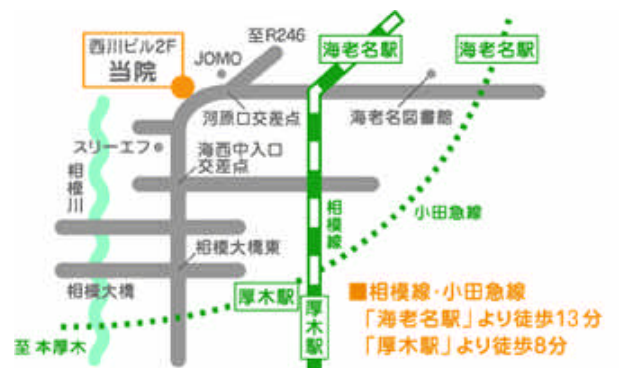 西川ビル2F
当院
JOMO
至R246
海老名駅
海老名駅
河原口交差点
海老名図書館
スリーエフ
海西中入口
交差点
相模川
相模線
小田急線
相模大橋東
相模大橋
厚木駅
厚木駅
至 本厚木
■相模線・小田急線
「海老名駅」より徒歩13分
「厚木駅」より徒歩8分